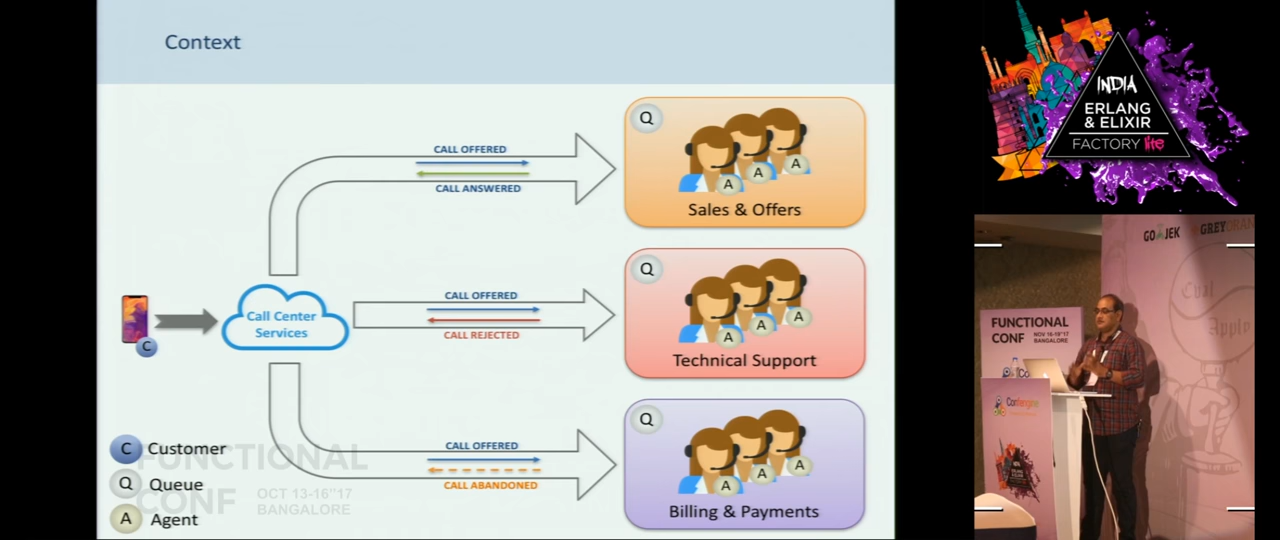 Context
CALL OFFERED
CALL ANSWERED
Q
A
A
A
Sales & Offers
C
Call Center
Services
CALL OFFERED
CALL REJECTED
Q
A
A
A
Technical Support
CALL OFFERED
CALL ABANDONED
Q
A
A
A
Billing & Payments
C Customer
Q Queue
A Agent
FUNCTIONAL
CONF
OCT 13-16"17
BANGALORE
INDIA
ERLANG
& ELIXIR
FACTORY lite
GO JEK
GREYORAN
FUNCTIONAL
CONF
NOV 16-19"17
BANGALORE
Confengine